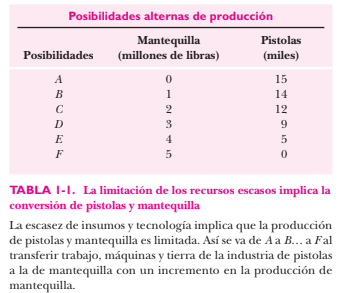 Posibilidades alternas de producción
Mantequilla Pistolas
Posibilidades (millones de libras) (miles)
A 0 15
B 1 14
C 2 12
D 3 9
E 4 5
F 5 0
TABLA 1-1. La limitación de los recursos escasos implica la
conversión de pistolas y mantequilla
La escasez de insumos y tecnología implica que la producción
de pistolas y mantequilla es limitada. Así se va de A a B… a F al
transferir trabajo, máquinas y tierra de la industria de pistolas
a la de mantequilla con un incremento en la producción de
mantequilla.